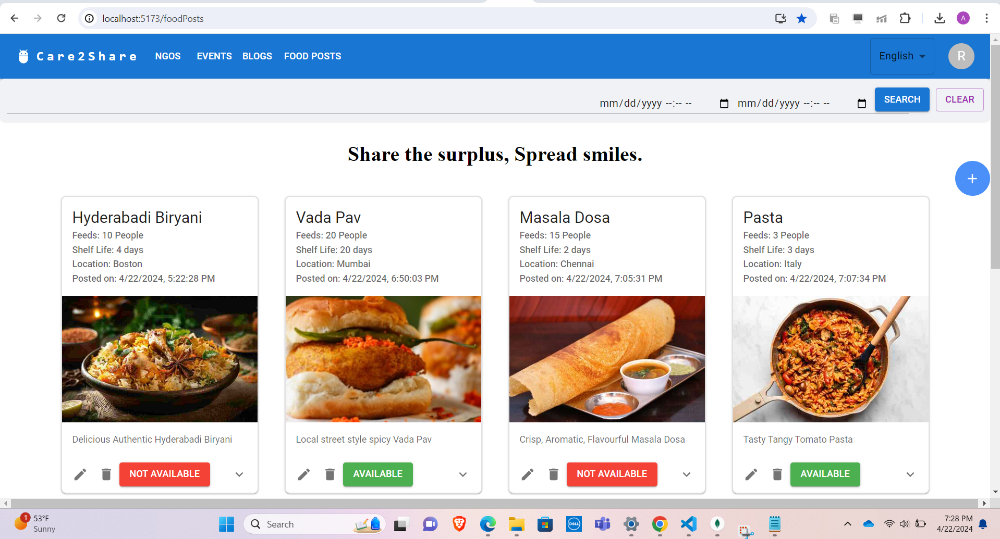 localhost:5173/foodPosts
A
Care2Share NGOS EVENTS BLOGS FOOD POSTS English R
mm/dd/yyyy --:-- -- mm/dd/yyyy --:-- -- SEARCH CLEAR
Share the surplus, Spread smiles.
+
Hyderabadi Biryani
Feeds: 10 People
Shelf Life: 4 days
Location: Boston
Posted on: 4/22/2024, 5:22:28 PM
Delicious Authentic Hyderabadi Biryani
NOT AVAILABLE
Vada Pav
Feeds: 20 People
Shelf Life: 20 days
Location: Mumbai
Posted on: 4/22/2024, 6:50:03 PM
Local street style spicy Vada Pav
AVAILABLE
Masala Dosa
Feeds: 15 People
Shelf Life: 2 days
Location: Chennai
Posted on: 4/22/2024, 7:05:31 PM
Crisp, Aromatic, Flavourful Masala Dosa
NOT AVAILABLE
Pasta
Feeds: 3 People
Shelf Life: 3 days
Location: Italy
Posted on: 4/22/2024, 7:07:34 PM
Tasty Tangy Tomato Pasta
AVAILABLE
1
53°F
Sunny
Search
DELL
7:28 PM
4/22/2024